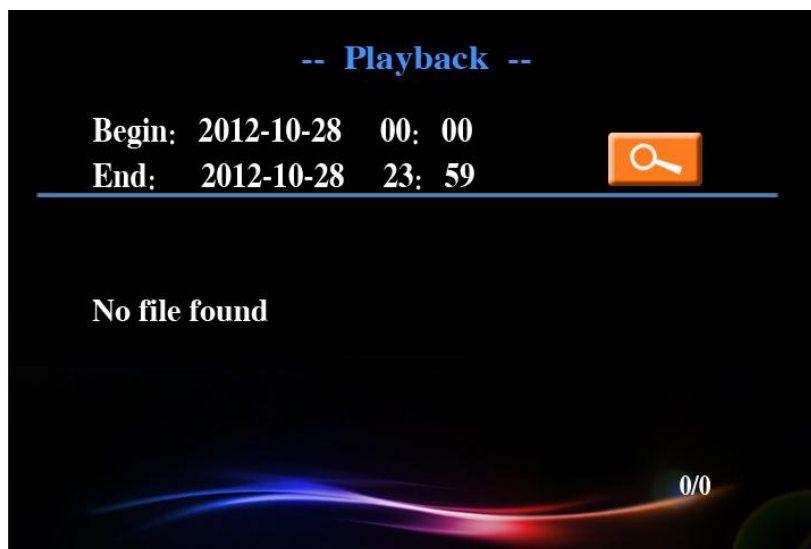 -- Playback --
Begin: 2012-10-28 00: 00
End: 2012-10-28 23: 59
No file found
0/0